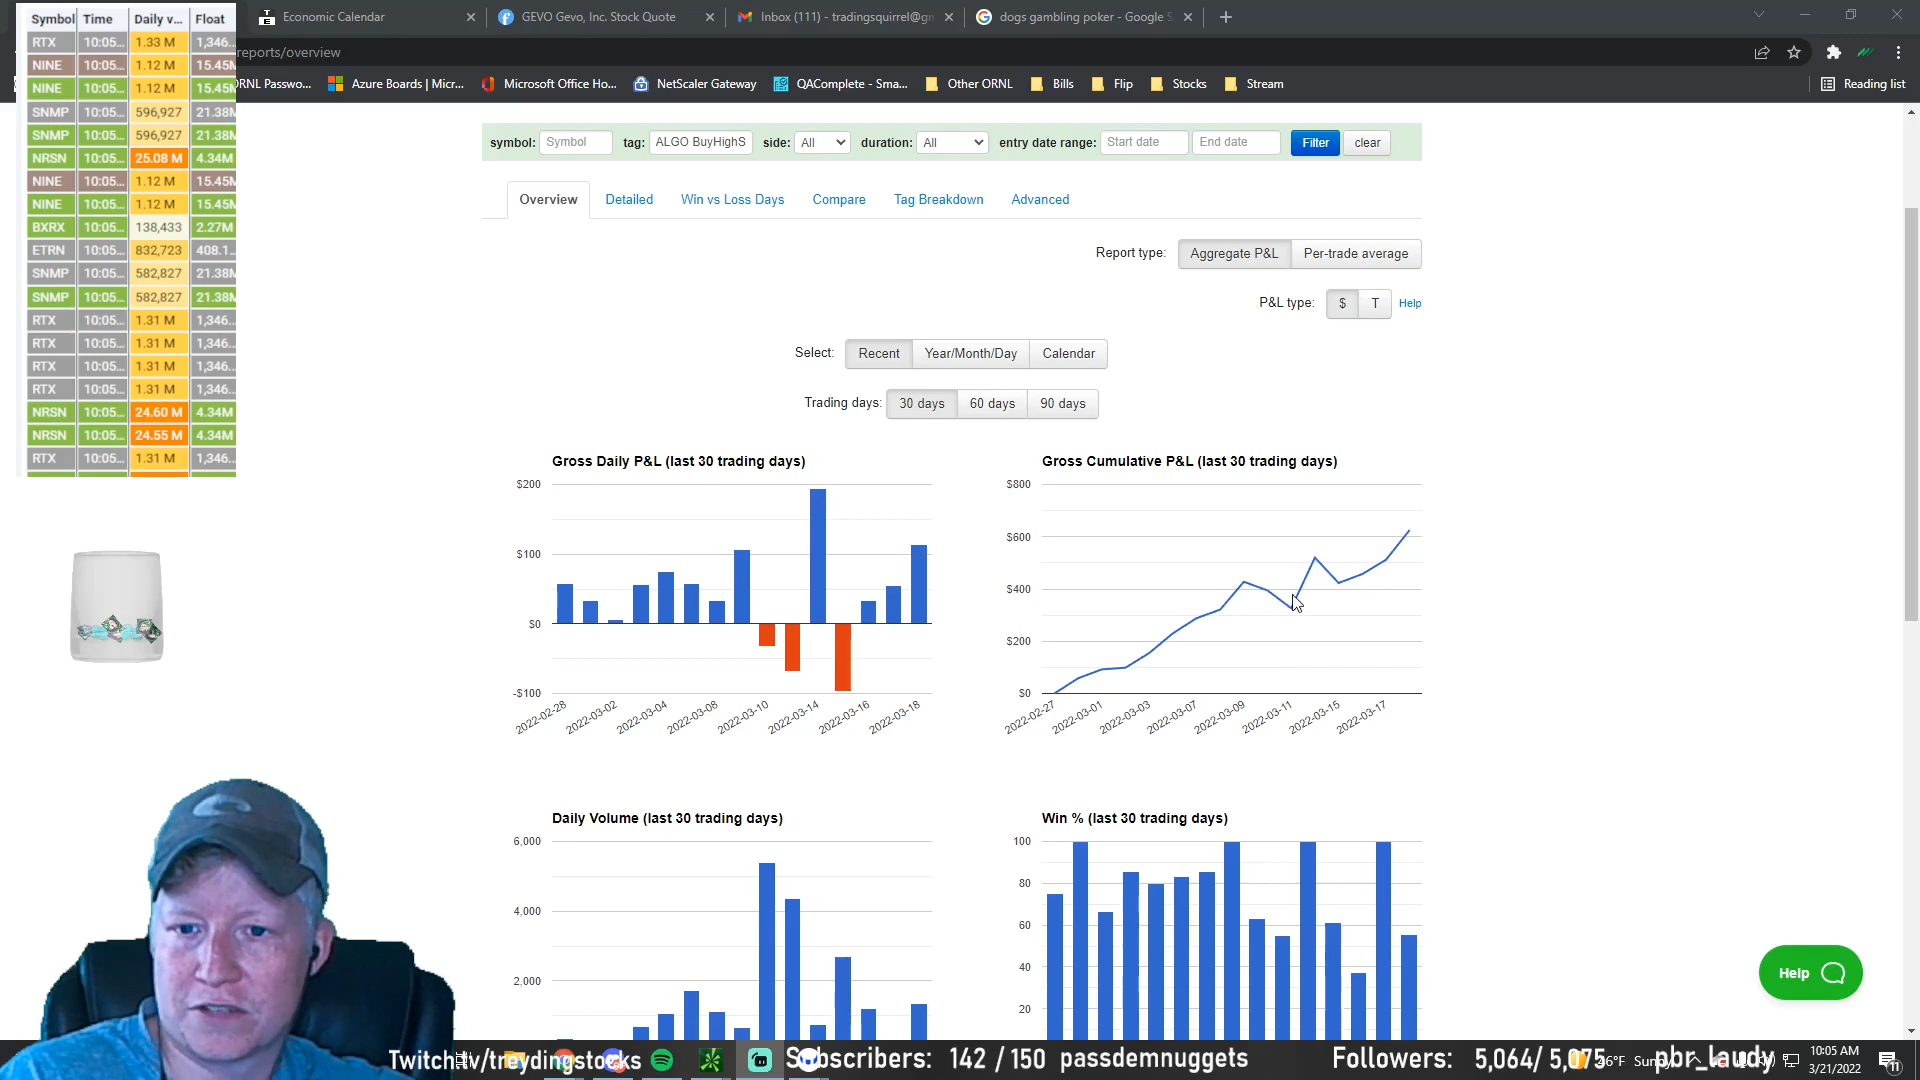 Symbol Time Daily v... Float
RTX 10:05... 1.33 M 1,346...
NINE 10:05... 1.12 M 15.45M
NINE 10:05... 1.12 M 15.45M
SNMP 10:05... 596,927 21.38M
SNMP 10:05... 596,927 21.38M
NRSN 10:05... 25.08 M 4.34M
NINE 10:05... 1.12 M 15.45M
NINE 10:05... 1.12 M 15.45M
BXRX 10:05... 138,433 2.27M
ETRN 10:05... 832,723 408.1...
SNMP 10:05... 582,827 21.38M
SNMP 10:05... 582,827 21.38M
RTX 10:05... 1.31 M 1,346...
RTX 10:05... 1.31 M 1,346...
RTX 10:05... 1.31 M 1,346...
RTX 10:05... 1.31 M 1,346...
NRSN 10:05... 24.60 M 4.34M
NRSN 10:05... 24.55 M 4.34M
RTX 10:05... 1.31 M 1,346...
Economic Calendar
GEVO Gevo, Inc. Stock Quote
Inbox (111) - tradingsquirrel@gm
dogs gambling poker - Google S
reports/overview
ORNL Passwo... Azure Boards | Micr... Microsoft Office Ho... NetScaler Gateway QAComplete - Sma... Other ORNL Bills Flip Stocks Stream Reading list
symbol: Symbol tag: ALGO BuyHighS side: All duration: All entry date range: Start date End date Filter clear
Overview Detailed Win vs Loss Days Compare Tag Breakdown Advanced
Report type: Aggregate P&L Per-trade average
P&L type: $ T Help
Select: Recent Year/Month/Day Calendar
Trading days: 30 days 60 days 90 days
Gross Daily P&L (last 30 trading days)
$200
$100
$0
-$100
2022-02-28 2022-03-02 2022-03-04 2022-03-08 2022-03-10 2022-03-14 2022-03-16 2022-03-18
Gross Cumulative P&L (last 30 trading days)
$800
$600
$400
$200
$0
2022-02-27 2022-03-01 2022-03-03 2022-03-07 2022-03-09 2022-03-11 2022-03-15 2022-03-17
Daily Volume (last 30 trading days)
6,000
4,000
2,000
Win % (last 30 trading days)
100
80
60
40
20
Help
Twitch.tv/treydingstocks
Subscribers: 142 / 150 passdemnuggets
Followers: 5,064/ 5,075
pbr_laudy
46°F Sunny
10:05 AM
3/21/2022
11